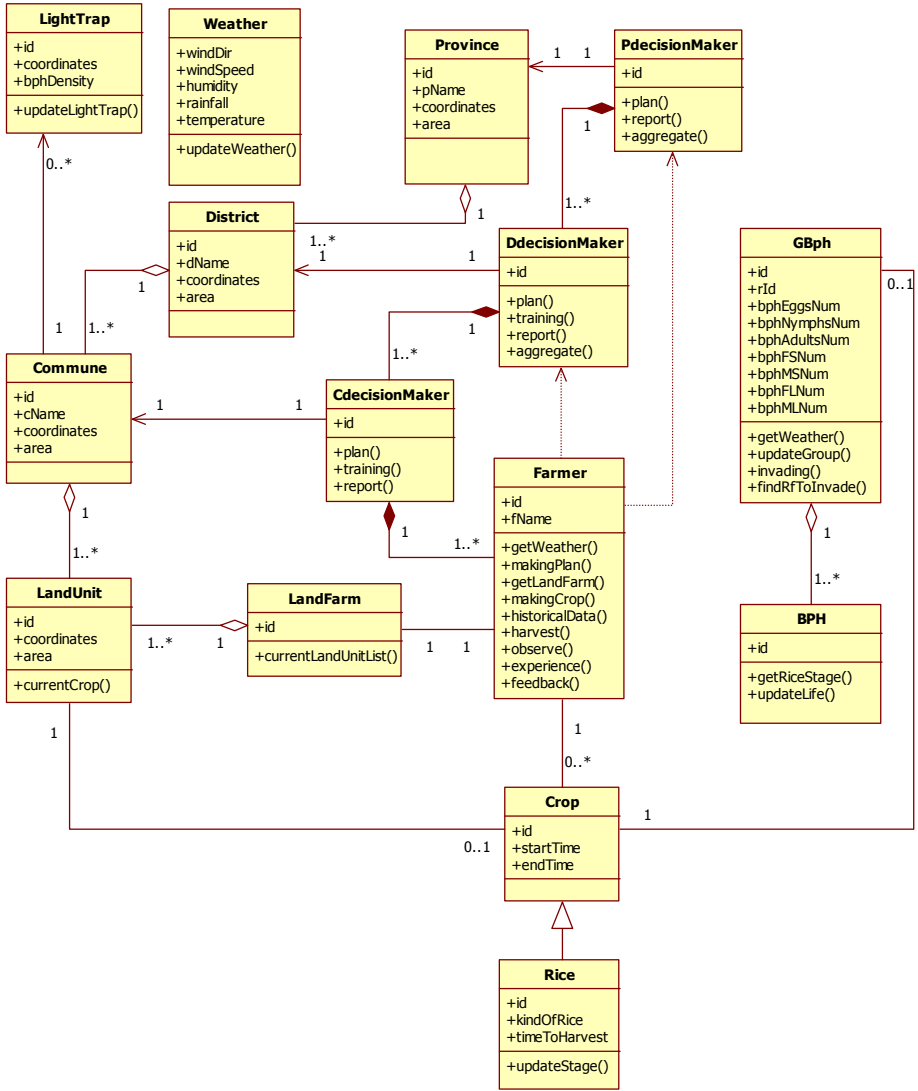 LightTrap
+id
+coordinates
+bphDensity
+updateLightTrap()
Weather
+windDir
+windSpeed
+humidity
+rainfall
+temperature
+updateWeather()
Province
+id
+pName
+coordinates
+area
PdecisionMaker
+id
+plan()
+report()
+aggregate()
1
1
1
1..*
0..*
1
1
1..*
District
+id
+dName
+coordinates
+area
1
1..*
1
1
DdecisionMaker
+id
+plan()
+training()
+report()
+aggregate()
1
1..*
GBph
+id
+rId
+bphEggsNum
+bphNymphsNum
+bphAdultsNum
+bphFSNum
+bphMSNum
+bphFLNum
+bphMLNum
+getWeather()
+updateGroup()
+invading()
+findRfToInvade()
0..1
Commune
+id
+cName
+coordinates
+area
1
1
CdecisionMaker
+id
+plan()
+training()
+report()
1
1..*
Farmer
+id
+fName
+getWeather()
+makingPlan()
+getLandFarm()
+makingCrop()
+historicalData()
+harvest()
+observe()
+experience()
+feedback()
1
1..*
1
1..*
LandUnit
+id
+coordinates
+area
+currentCrop()
1..*
1
LandFarm
+id
+currentLandUnitList()
1
1
BPH
+id
+getRiceStage()
+updateLife()
1
1
0..*
Crop
+id
+startTime
+endTime
0..1
1
Rice
+id
+kindOfRice
+timeToHarvest
+updateStage()